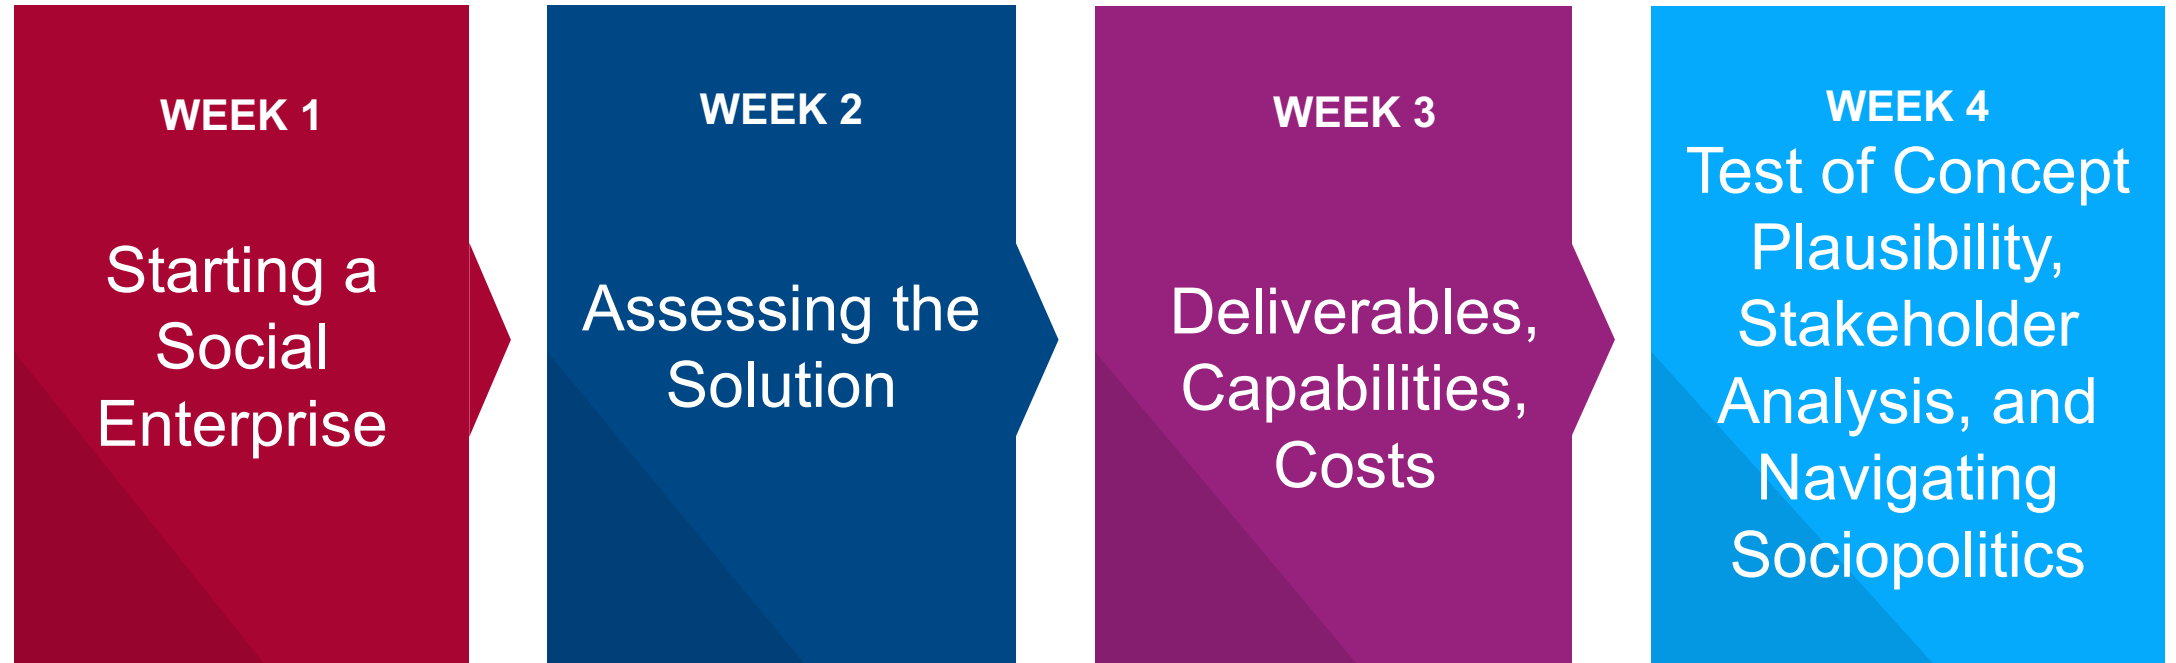 WEEK 1
Starting a
Social
Enterprise
WEEK 2
Assessing the
Solution
WEEK 3
Deliverables,
Capabilities,
Costs
WEEK 4
Test of Concept
Plausibility,
Stakeholder
Analysis, and
Navigating
Sociopolitics